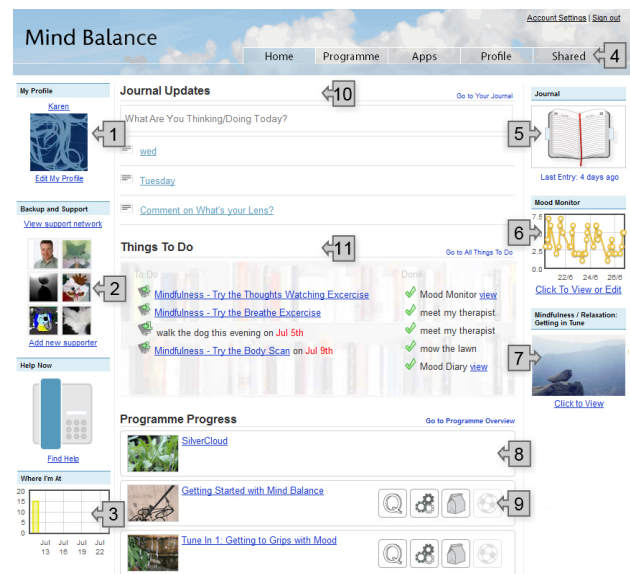 Account Settings | Sign out
Mind Balance
Home Programme Apps Profile Shared
4
My Profile
Karen
1
Edit My Profile
Backup and Support
View support network
2
Add new supporter
Help Now
Find Help
Where I'm At
20
15
10
5
0
3
Jul 13 Jul 16 Jul 19 Jul 22
Journal Updates
10
Go to Your Journal
What Are You Thinking/Doing Today?
wed
Tuesday
Comment on What's your Lens?
Things To Do
11
Go to All Things To Do
To Do
Mindfulness - Try the Thoughts Watching Excercise
Mindfulness - Try the Breathe Excercise
walk the dog this evening on Jul 5th
Mindfulness - Try the Body Scan on Jul 9th
Done
Mood Monitor view
meet my therapist
meet my therapist
mow the lawn
Mood Diary view
Programme Progress
Go to Programme Overview
SilverCloud
8
Getting Started with Mind Balance
Q
9
Tune In 1: Getting to Grips with Mood
Q
Journal
5
Last Entry: 4 days ago
Mood Monitor
7.5
5.0
2.5
0.0
6
22/6 24/6 26/6
Click To View or Edit
Mindfulness / Relaxation:
Getting in Tune
7
Click to View